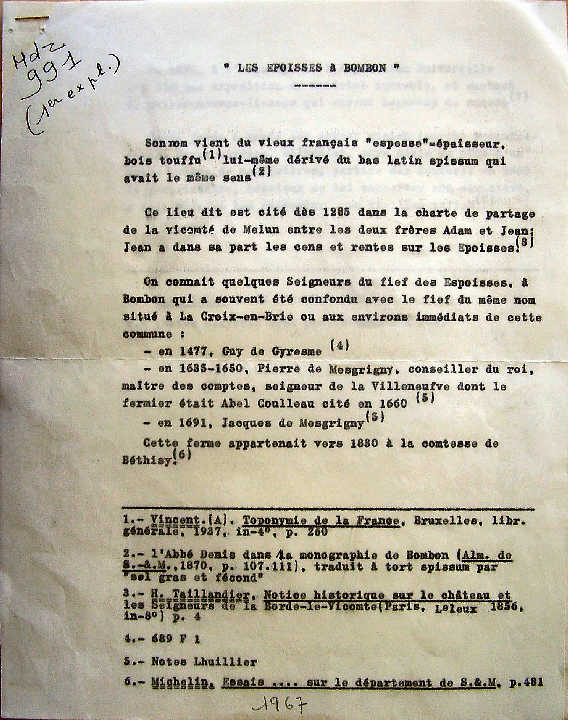 Mdz
991
(1er expl.)
" LES EPOISSES à BOMBON "
Son nom vient du vieux français "espesse"-épaisseur,
bois touffu(1) lui-même dérivé du bas latin spissum qui
avait le même sens(2)
Ce Lieu dit est cité dès 1285 dans la charte de partage
de la vicomté de Melun entre les deux frères Adam et Jean;
Jean a dans sa part les cens et rentes sur les Epoisses.(3)
On connait quelques Seigneurs du fief des Espoisses, à
Bombon qui a souvent été confondu avec le fief du même nom
situé à La Croix-en-Brie ou aux environs immédiats de cette
commune :
- en 1477, Guy de Gyresme (4)
- en 1635-1650, Pierre de Mesgrigny, conseiller du roi,
maître des comptes, seigneur de la Villeneufve dont le
fermier était Abel Coulleau cité en 1660 (5)
- en 1691, Jacques de Mesgrigny(5)
Cette ferme appartenait vers 1830 à la comtesse de
Béthisy.(6)
1.- Vincent.(A). Toponymie de la France, Bruxelles, libr.
générale, 1937, in-4°, p. 260
2.- l'Abbé Denis dans la monographie de Bombon (Alm. de
S.-&.M.,1870, p. 107.111), traduit à tort spissum par
"sol gras et fécond"
3.- H. Taillandier, Notice historique sur le château et
les Seigneurs de la Borde-le-Vicomte(Paris, Leleux 1856,
in-8°) p. 4
4.- 689 F 1
5.- Notes Lhuillier
6.- Michelin, Essais .... sur le département de S.&M, p.481
1967